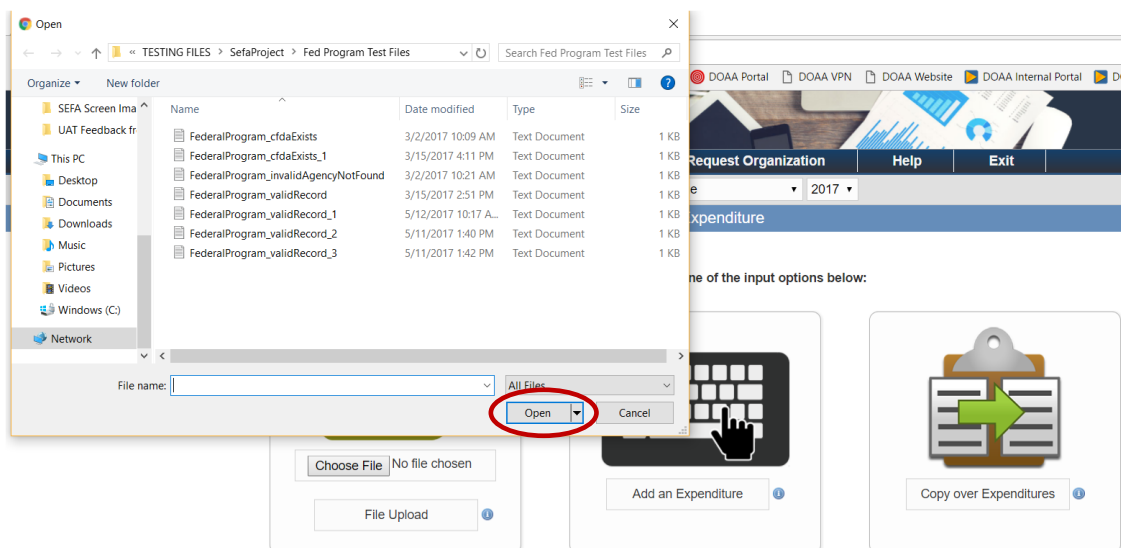 Open
« TESTING FILES > SefaProject > Fed Program Test Files
Search Fed Program Test Files
Organize
New folder
SEFA Screen Ima
UAT Feedback fr
This PC
Desktop
Documents
Downloads
Music
Pictures
Videos
Windows (C:)
Network
Name Date modified Type Size
FederalProgram_cfdaExists 3/2/2017 10:09 AM Text Document 1 KB
FederalProgram_cfdaExists_1 3/15/2017 4:11 PM Text Document 1 KB
FederalProgram_invalidAgencyNotFound 3/2/2017 10:21 AM Text Document 1 KB
FederalProgram_validRecord 3/15/2017 2:51 PM Text Document 1 KB
FederalProgram_validRecord_1 5/12/2017 10:17 A... Text Document 1 KB
FederalProgram_validRecord_2 5/11/2017 1:40 PM Text Document 1 KB
FederalProgram_validRecord_3 5/11/2017 1:42 PM Text Document 1 KB
File name:
All Files
Open
Cancel
DOAA Portal DOAA VPN DOAA Website DOAA Internal Portal D
Request Organization Help Exit
e 2017
xpenditure
ne of the input options below:
Choose File No file chosen
File Upload
Add an Expenditure
Copy over Expenditures